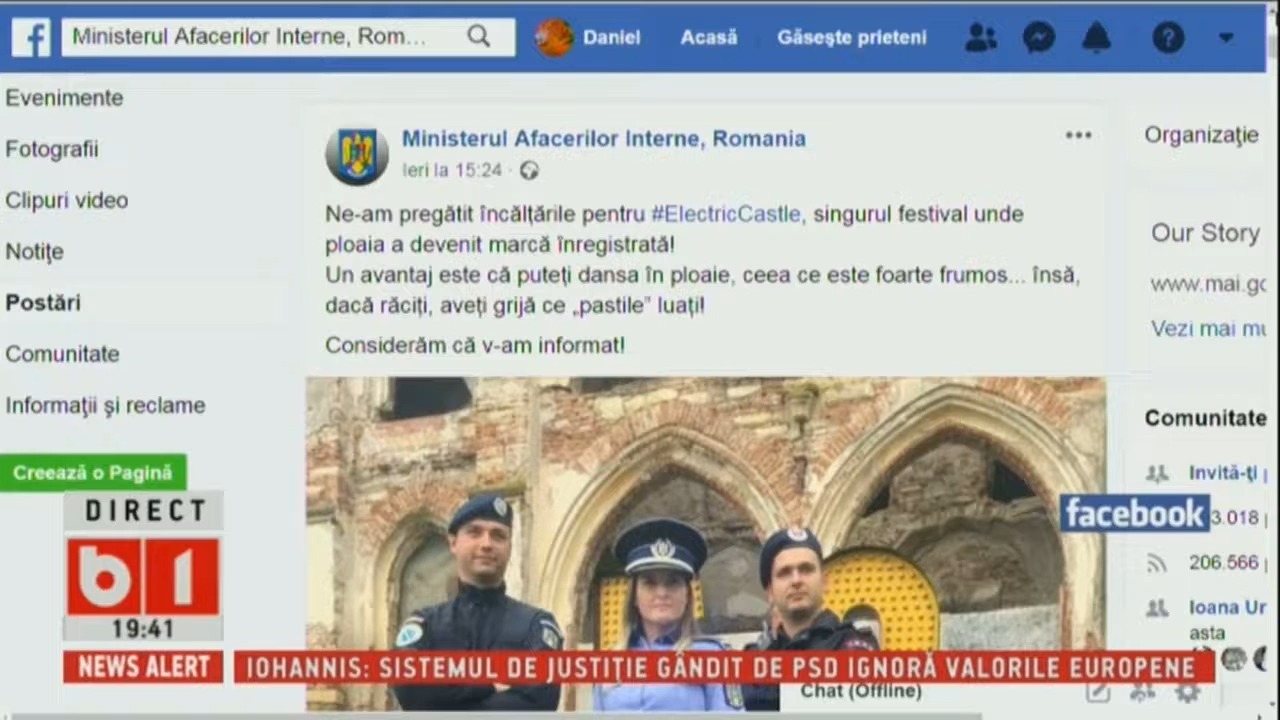 Ministerul Afacerilor Interne, Rom...
Daniel
Acasă
Găsește prieteni
Evenimente
Fotografii
Clipuri video
Notițe
Postări
Comunitate
Informații și reclame
Creează o Pagină
Ministerul Afacerilor Interne, Romania
Ieri la 15:24 ·
Ne-am pregătit încălțările pentru #ElectricCastle, singurul festival unde
ploaia a devenit marcă înregistrată!
Un avantaj este că puteți dansa în ploaie, ceea ce este foarte frumos... însă,
dacă răciți, aveți grijă ce „pastile” luați!
Considerăm că v-am informat!
Organizație
Our Story
www.mai.go
Vezi mai mu
Comunitate
Invită-ți
facebook
3.018
206.566
Ioana Ur
asta
DIRECT
b1
19:41
NEWS ALERT
IOHANNIS: SISTEMUL DE JUSTIȚIE GÂNDIT DE PSD IGNORĂ VALORILE EUROPENE
Chat (Offline)